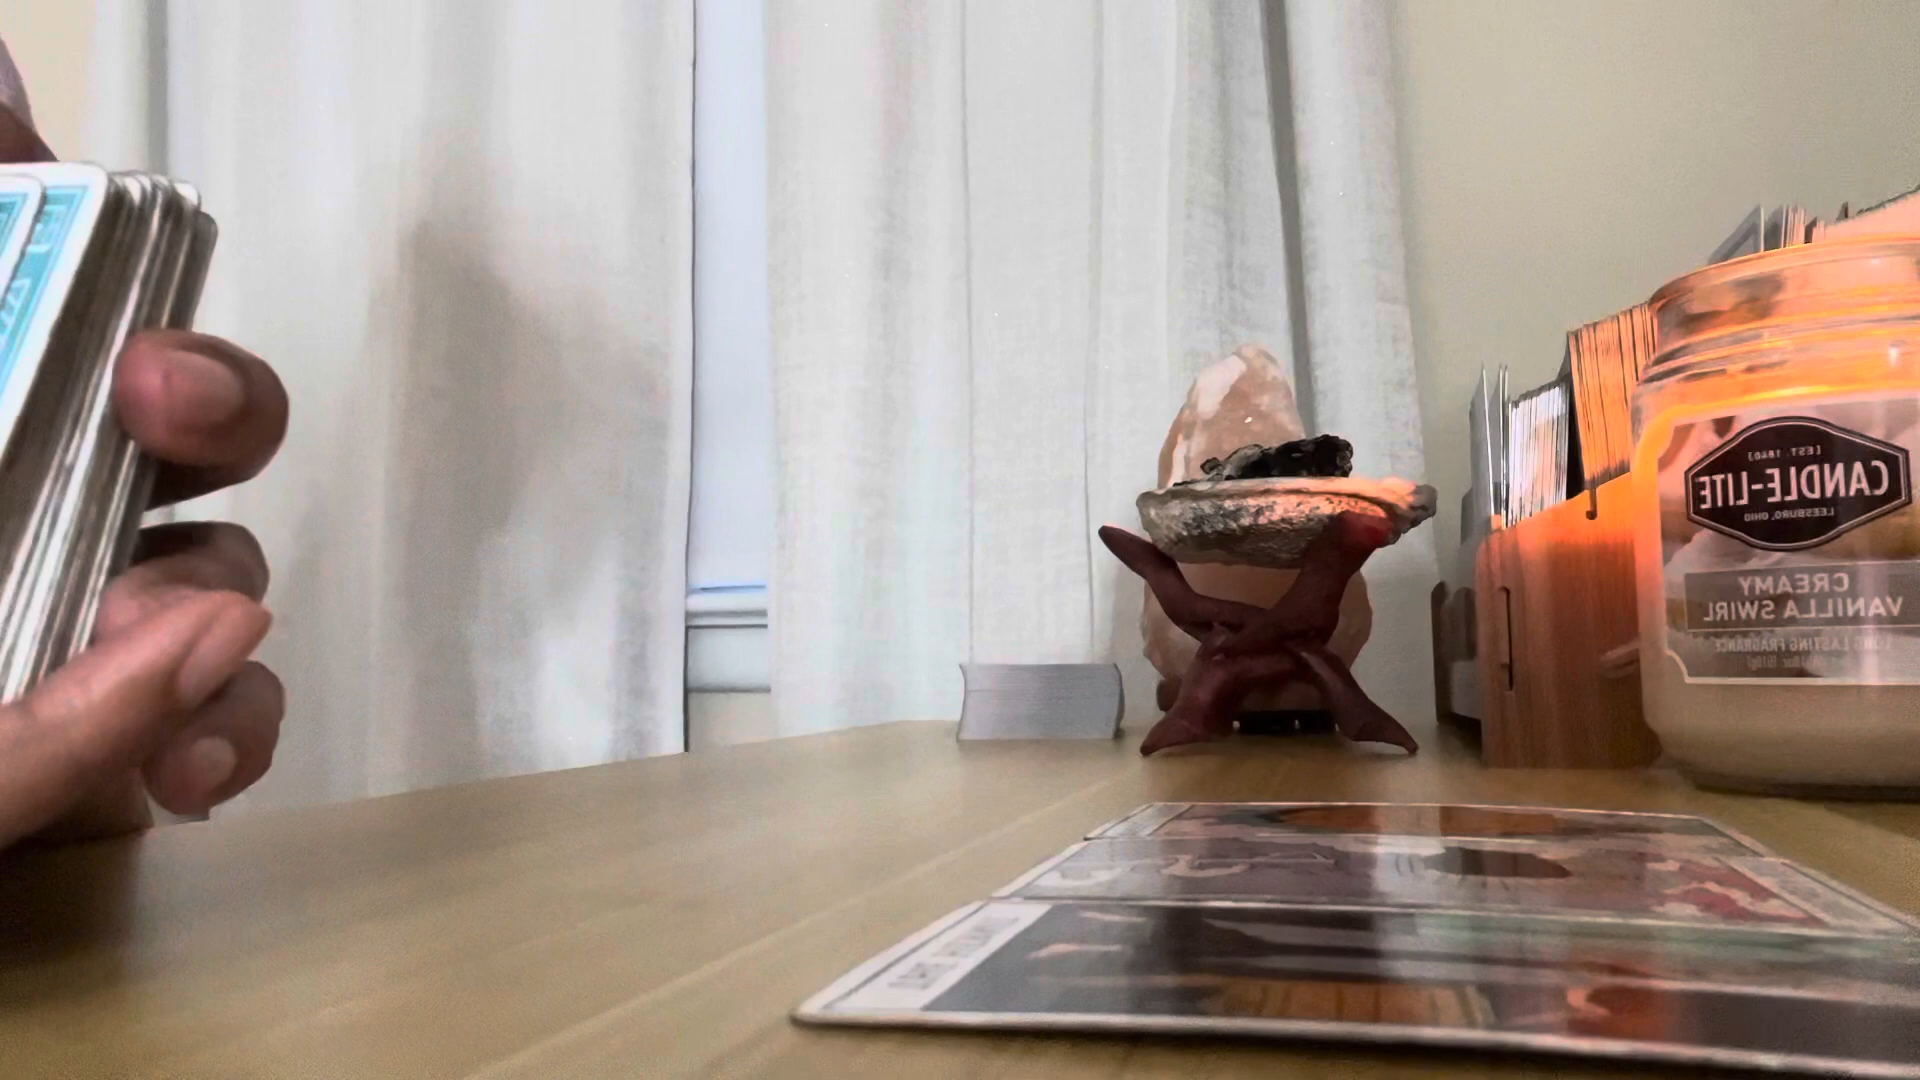 [EST. 1840]
CANDLE-LITE
LEESBURG, OHIO
CREAMY
VANILLA SWIRL
LONG LASTING FRAGRANCE